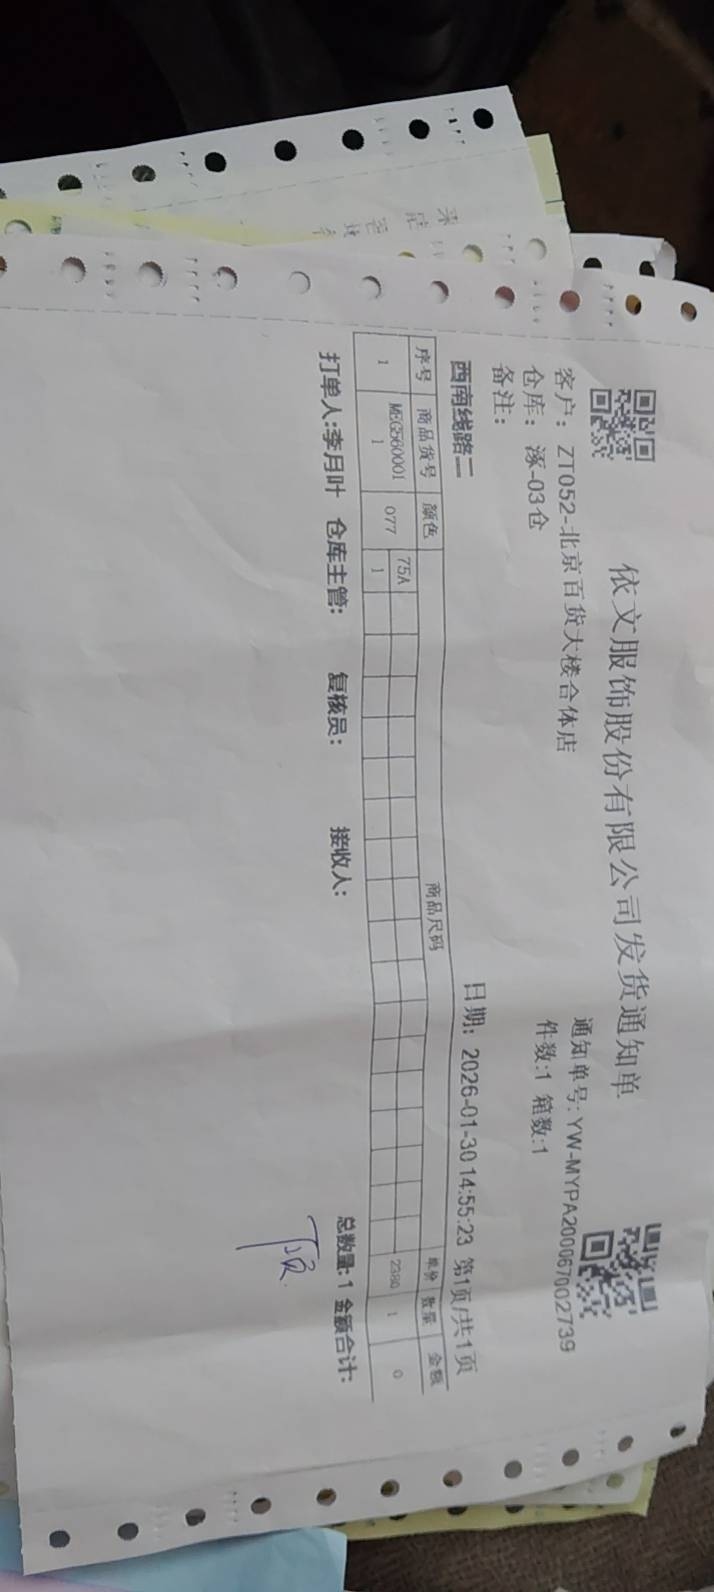 依文服饰股份有限公司发货通知单
客户: ZT052-北京百货大楼合体店
通知单号: YW-MYPA200067002739
仓库: 涿-03仓
件数:1 箱数:1
备注:
西南线路二
日期: 2026-01-30 14:55:23 第1页/共1页
序号 商品货号 颜色 商品尺码 单价 数量 金额
75A
1 MEG560001 077 1 2380 1 0
1
打单人:李月叶 仓库主管: 复核员: 接收人: 总数量: 1 金额合计: